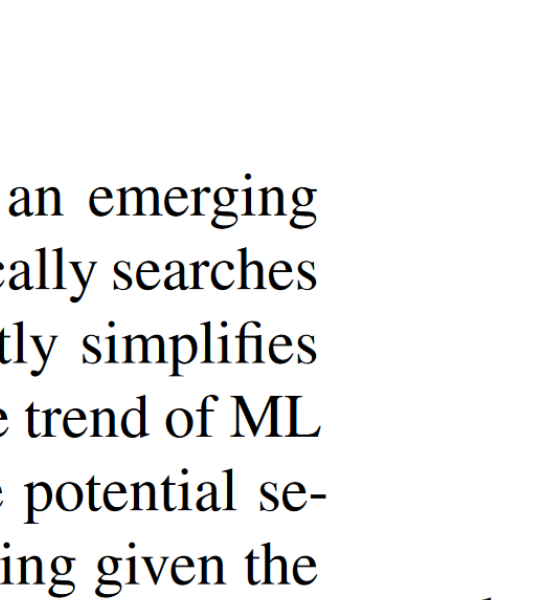 an emerging
cally searches
tly simplifies
trend of ML
potential se-
ing given the